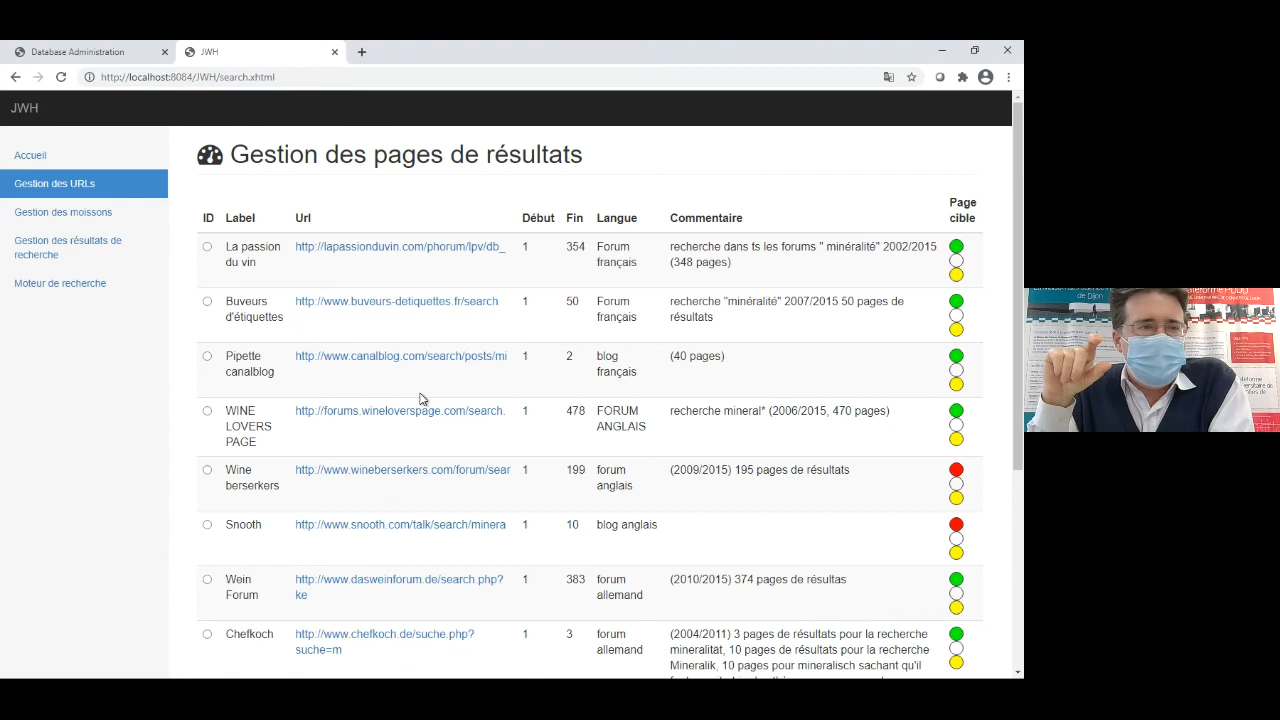 Database Administration
JWH
http://localhost:8084/JWH/search.xhtml
JWH
Accueil
Gestion des URLs
Gestion des moissons
Gestion des résultats de
recherche
Moteur de recherche
Gestion des pages de résultats
ID Label Url Début Fin Langue Commentaire Page
cible
La passion http://lapassionduvin.com/phorum/lpv/db_ 1 354 Forum recherche dans ts les forums " minéralité" 2002/2015
du vin français (348 pages)
Buveurs http://www.buveurs-detiquettes.fr/search 1 50 Forum recherche "minéralité" 2007/2015 50 pages de
d'étiquettes français résultats
Pipette http://www.canalblog.com/search/posts/mi 1 2 blog (40 pages)
canalblog français
WINE http://forums.wineloverspage.com/search. 1 478 FORUM recherche mineral* (2006/2015, 470 pages)
LOVERS ANGLAIS
PAGE
Wine http://www.wineberserkers.com/forum/sear 1 199 forum (2009/2015) 195 pages de résultats
berserkers anglais
Snooth http://www.snooth.com/talk/search/minera 1 10 blog anglais
Wein http://www.dasweinforum.de/search.php? 1 383 forum (2010/2015) 374 pages de résultas
Forum ke allemand
Chefkoch http://www.chefkoch.de/suche.php? 1 3 forum (2004/2011) 3 pages de résultats pour la recherche
suche=m allemand mineralitat, 10 pages de résultats pour la recherche
Mineralik, 10 pages pour mineralisch sachant qu'il
de Dijon